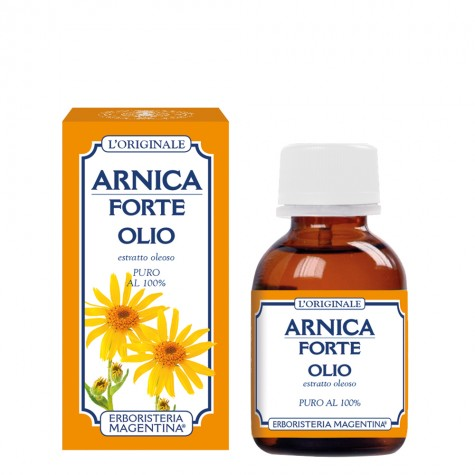 L'ORIGINALE
ARNICA
FORTE
OLIO
estratto oleoso
PURO
AL 100%
ERBORISTERIA
MAGENTINA®
L'ORIGINALE
ARNICA
FORTE
OLIO
estratto oleoso
PURO AL 100%
ERBORISTERIA MAGENTINA®